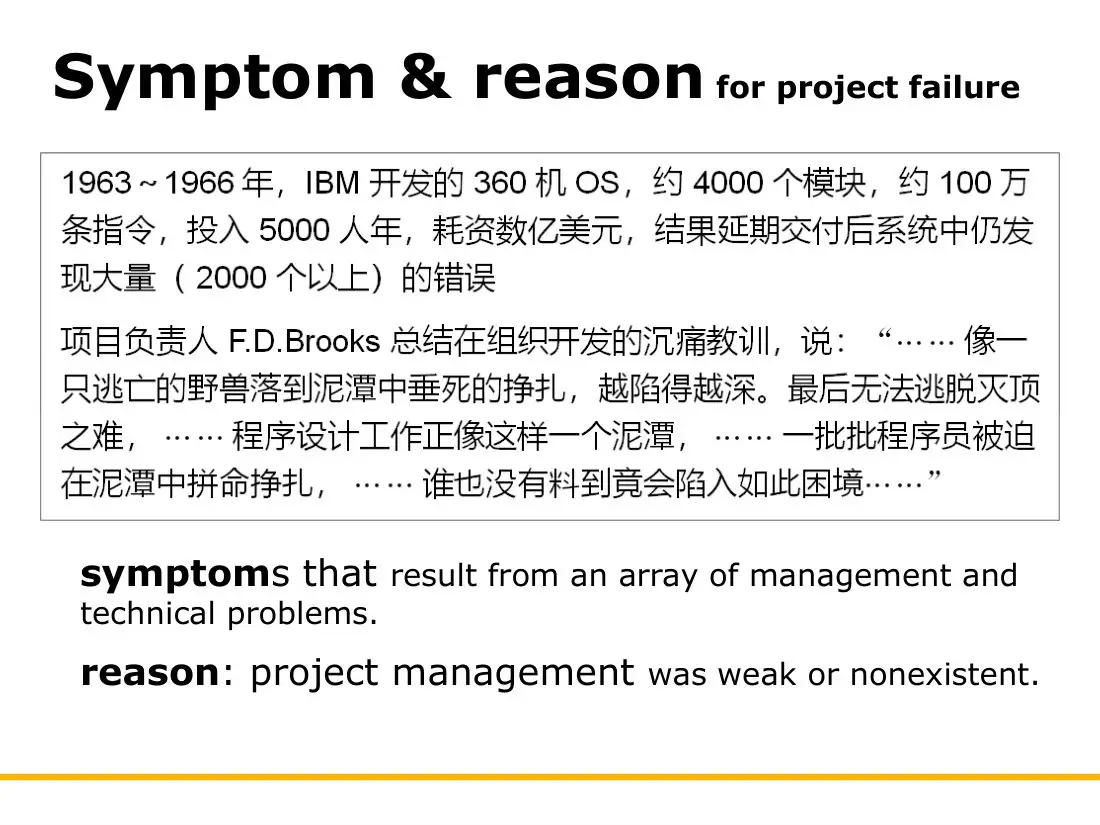 Symptom & reason for project failure
1963～1966 年，IBM 开发的 360 机 OS，约 4000 个模块，约 100 万
条指令，投入 5000 人年，耗资数亿美元，结果延期交付后系统中仍发
现大量（ 2000 个以上）的错误
项目负责人 F.D.Brooks 总结在组织开发的沉痛教训，说：“…… 像一
只逃亡的野兽落到泥潭中垂死的挣扎，越陷得越深。最后无法逃脱灭顶
之难， …… 程序设计工作正像这样一个泥潭， …… 一批批程序员被迫
在泥潭中拼命挣扎， …… 谁也没有料到竟会陷入如此困境……”
symptoms that result from an array of management and
technical problems.
reason: project management was weak or nonexistent.